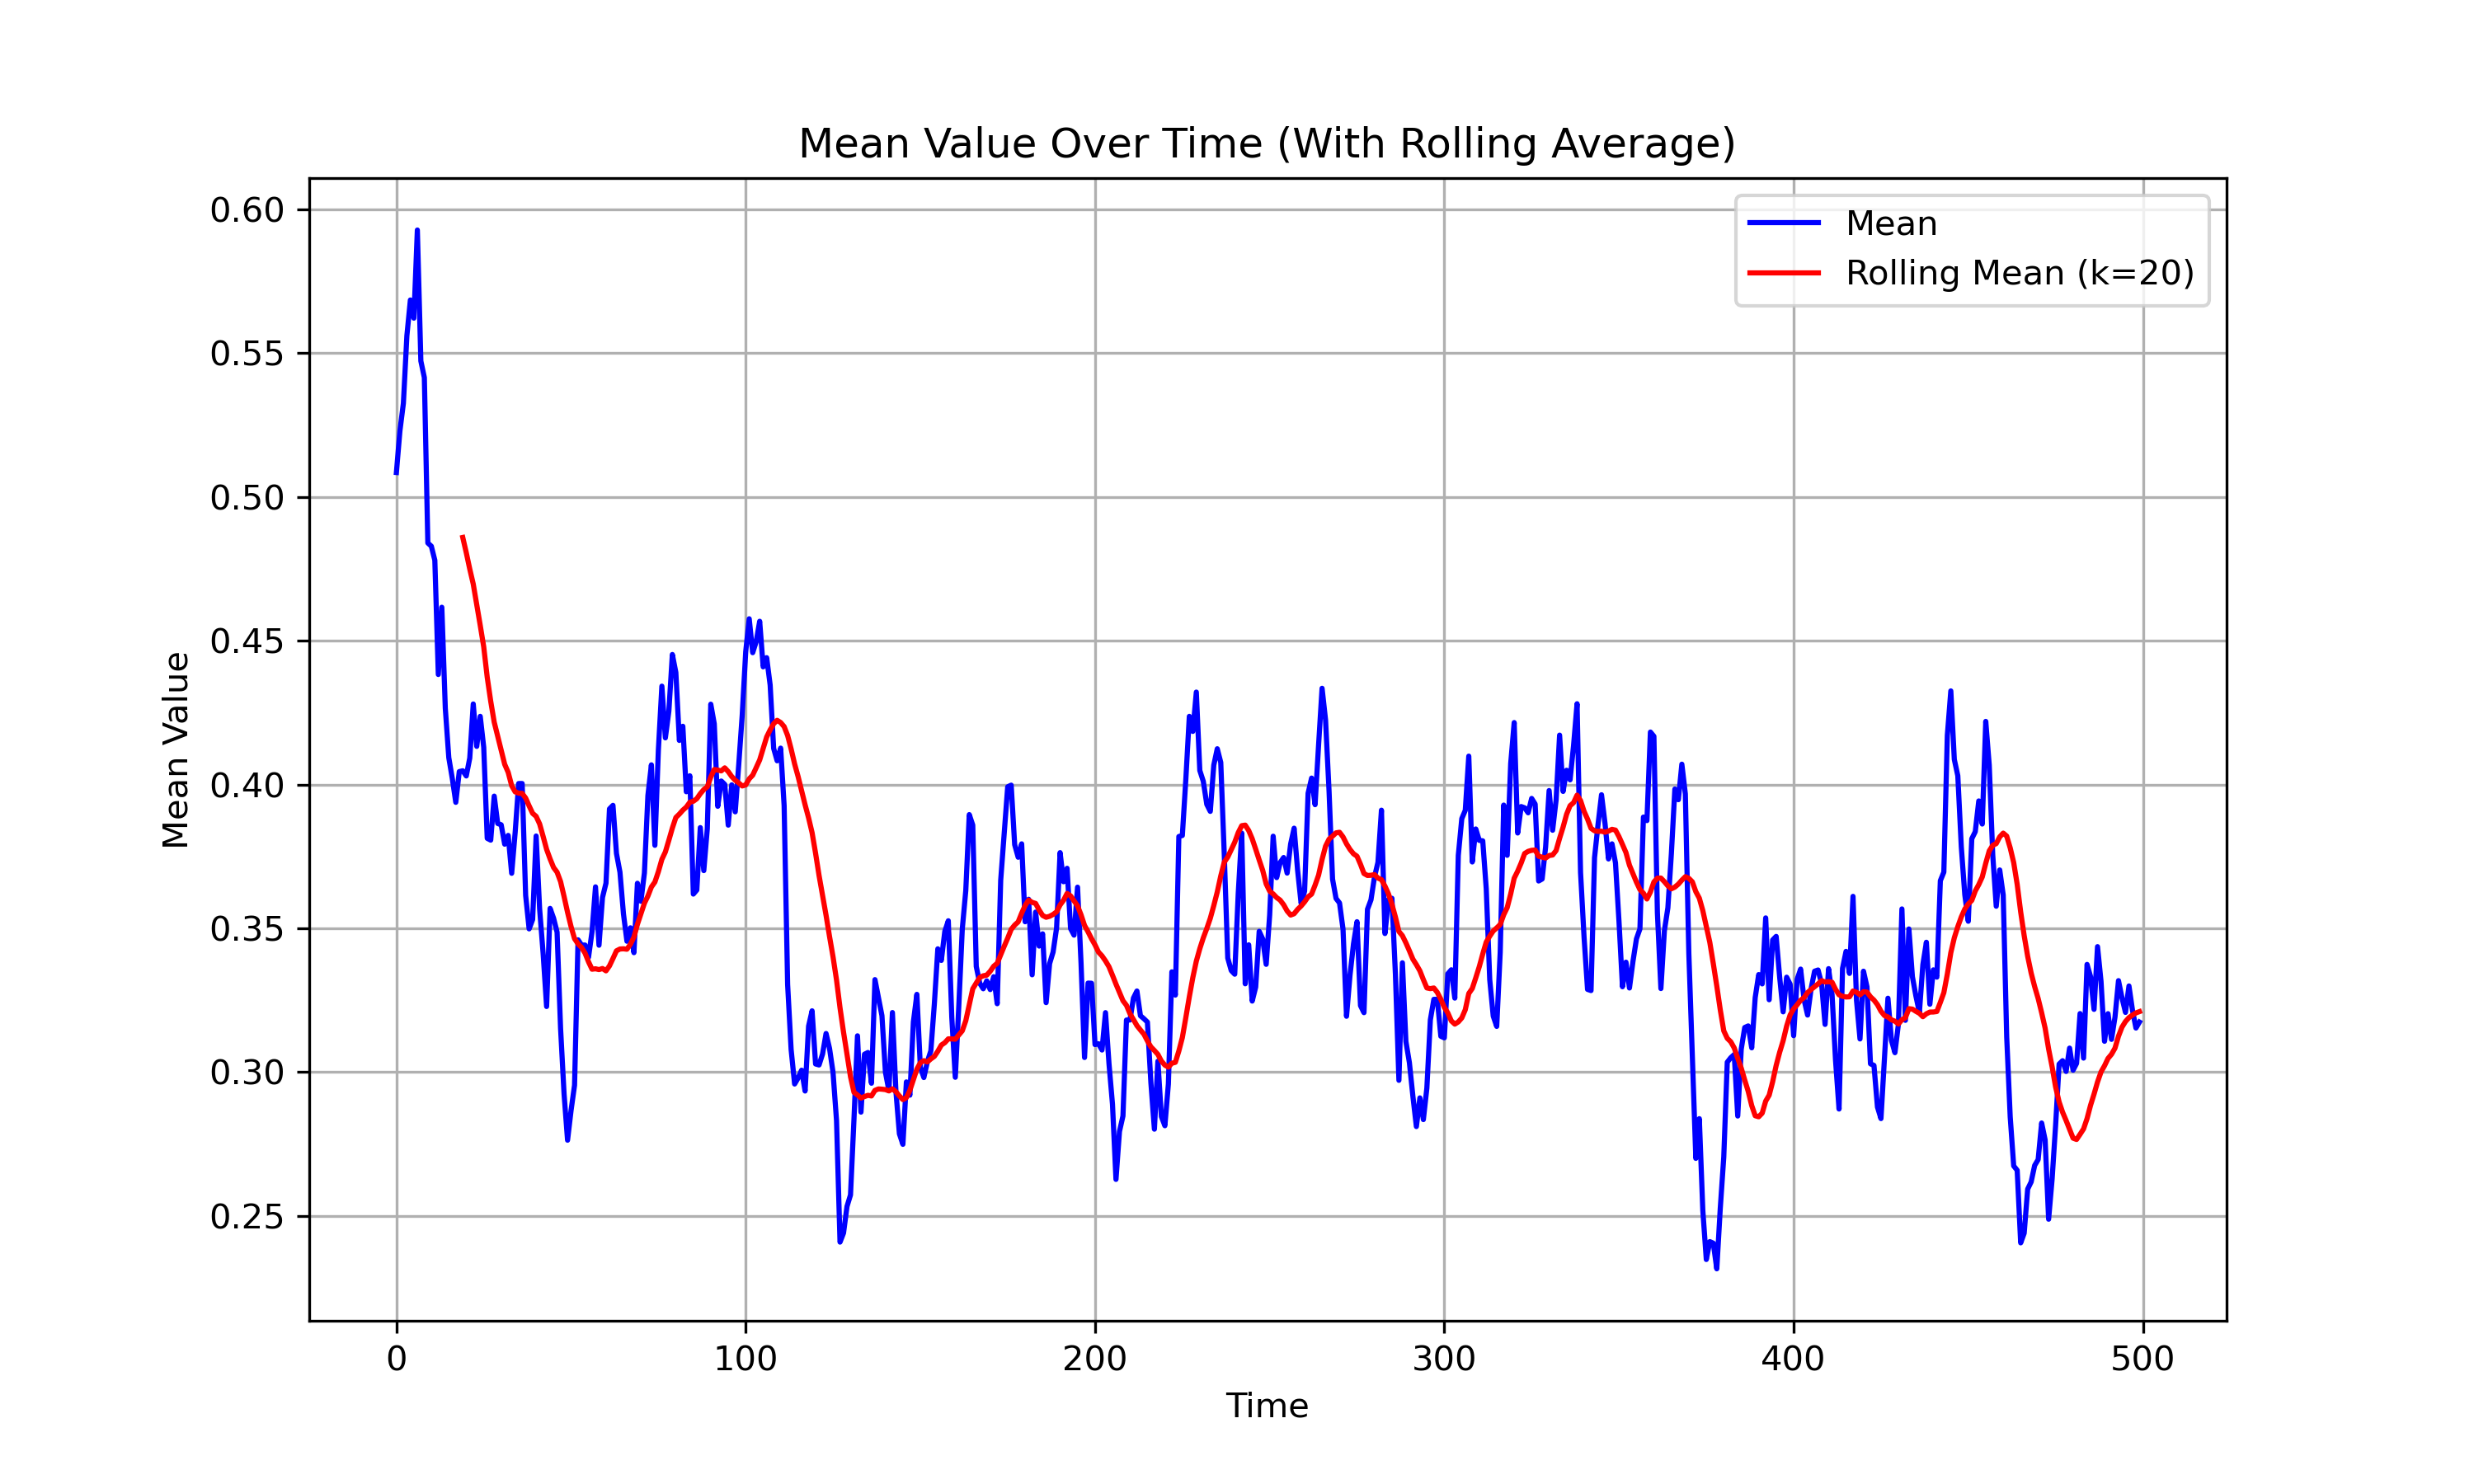 Mean Value Over Time (With Rolling Average)
Mean
Rolling Mean (k=20)
Mean Value
0.60
0.55
0.50
0.45
0.40
0.35
0.30
0.25
0 100 200 300 400 500
Time